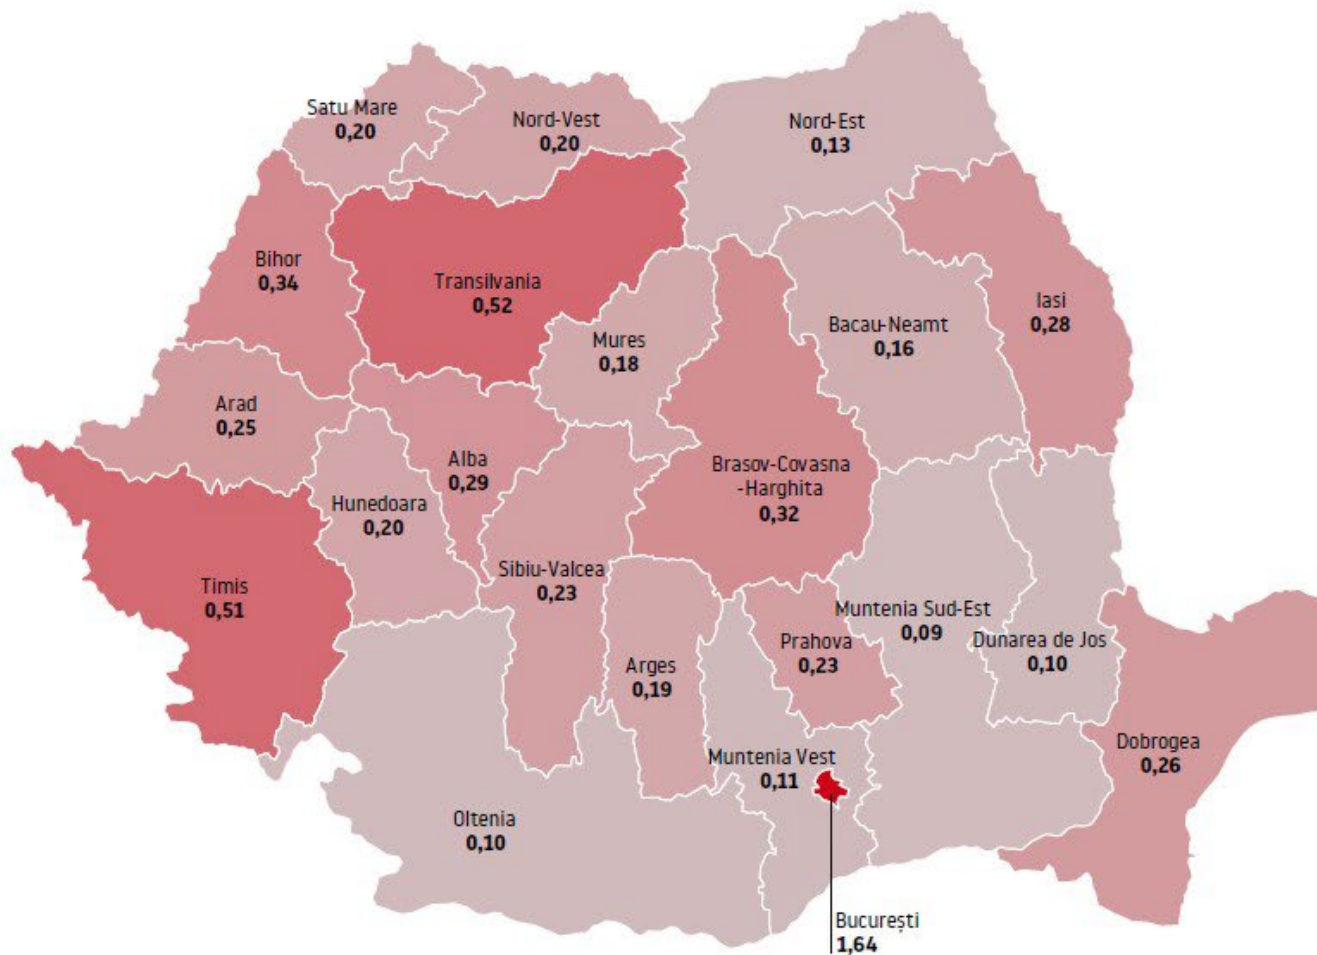 Satu Mare
0,20
Nord-Vest
0,20
Nord-Est
0,13
Bihor
0,34
Transilvania
0,52
Mures
0,18
Bacau-Neamt
0,16
Iasi
0,28
Arad
0,25
Alba
0,29
Hunedoara
0,20
Brasov-Covasna
-Harghita
0,32
Timis
0,51
Sibiu-Valcea
0,23
Arges
0,19
Prahova
0,23
Muntenia Sud-Est
0,09
Dunarea de Jos
0,10
Dobrogea
0,26
Muntenia Vest
0,11
Oltenia
0,10
București
1,64